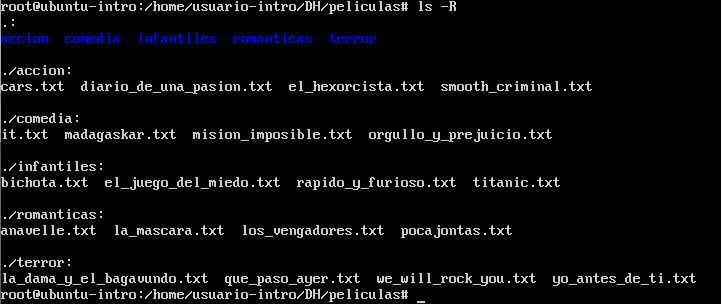 root@ubuntu-intro:/home/usuario-intro/DH/peliculas# ls -R
.:
accion comedia infantiles romanticas terror
./accion:
cars.txt diario_de_una_pasion.txt el_hexorcista.txt smooth_criminal.txt
./comedia:
it.txt madagaskar.txt mision_imposible.txt orgullo_y_prejuicio.txt
./infantiles:
bichota.txt el_juego_del_miedo.txt rapido_y_furioso.txt titanic.txt
./romanticas:
anavelle.txt la_mascara.txt los_vengadores.txt pocajontas.txt
./terror:
la_dama_y_el_bagavundo.txt que_paso_ayer.txt we_will_rock_you.txt yo_antes_de_ti.txt
root@ubuntu-intro:/home/usuario-intro/DH/peliculas# _